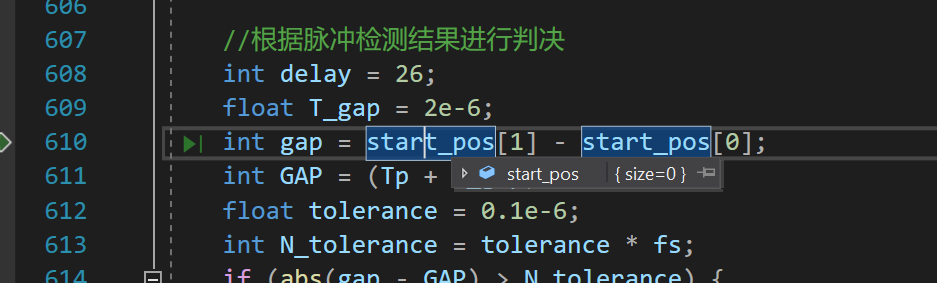 606
607 //根据脉冲检测结果进行判决
608 int delay = 26;
609 float T_gap = 2e-6;
610 int gap = start_pos[1] - start_pos[0];
start_pos { size=0 }
611 int GAP = (Tp +
612 float tolerance = 0.1e-6;
613 int N_tolerance = tolerance * fs;
614 if (abs(gap - GAP) > N_tolerance) {